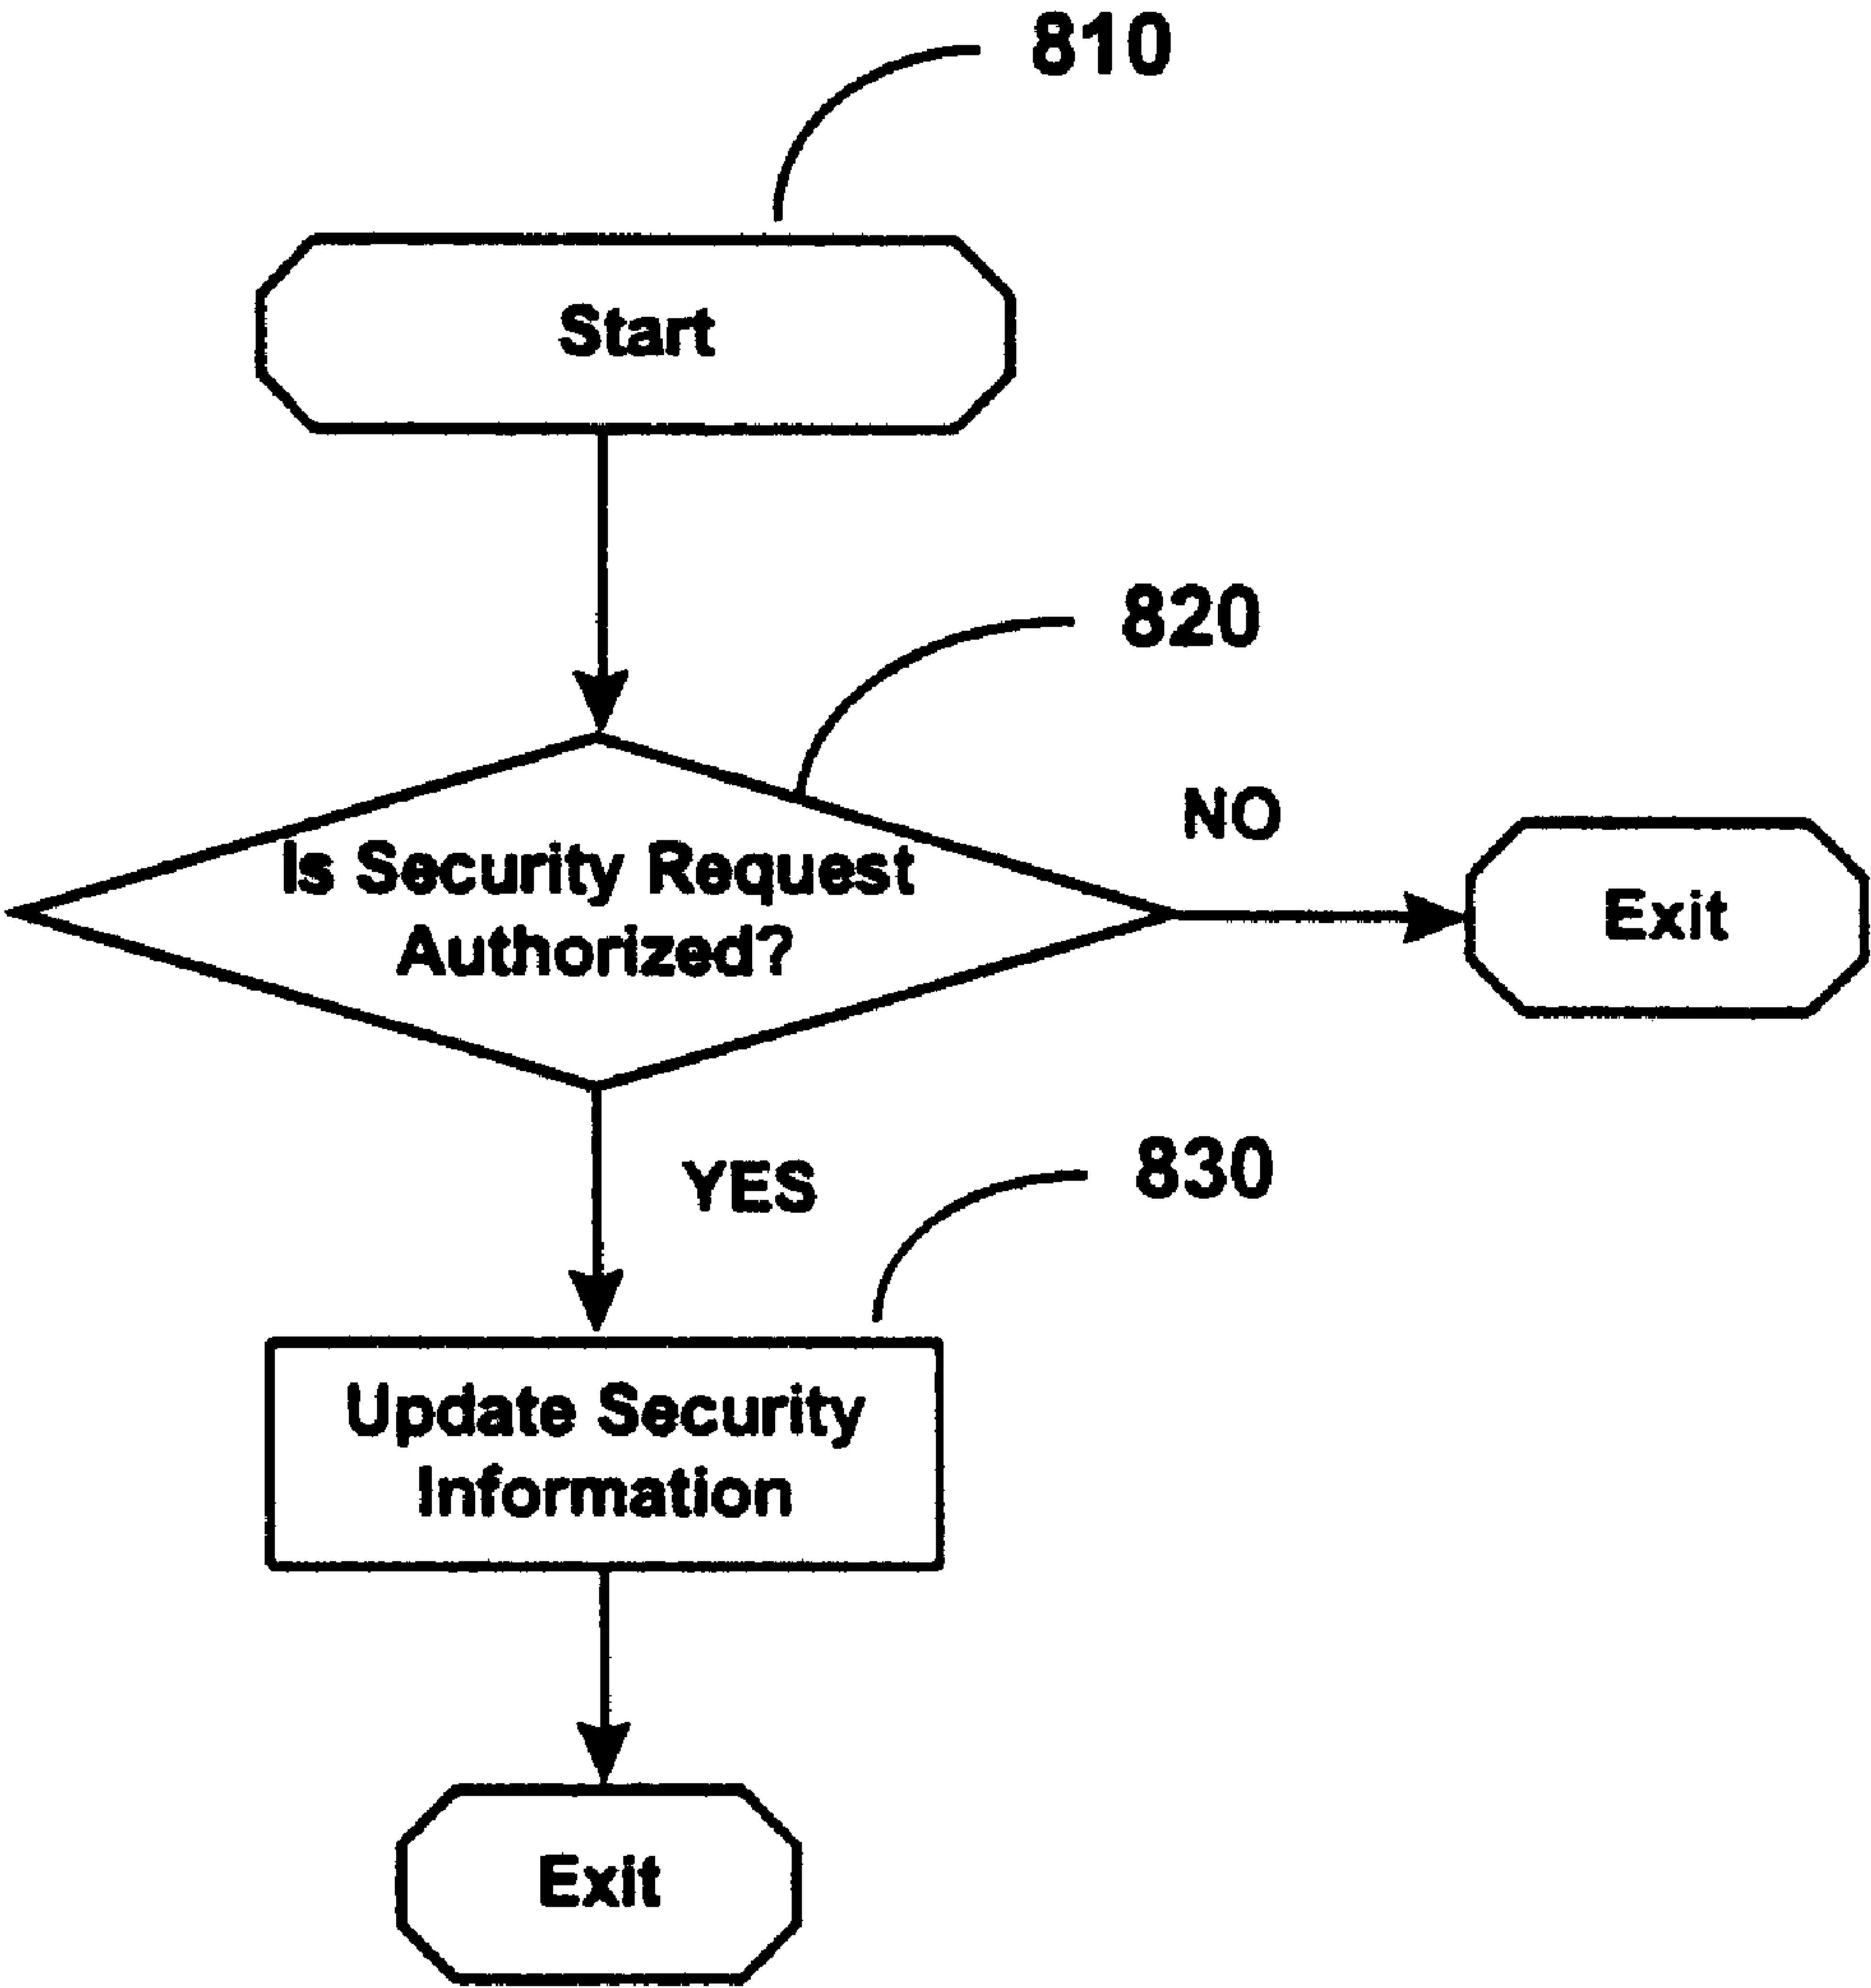 810
Start
820
NO
Is Security Request
Authorized?
Exit
YES
830
Update Security
Information
Exit